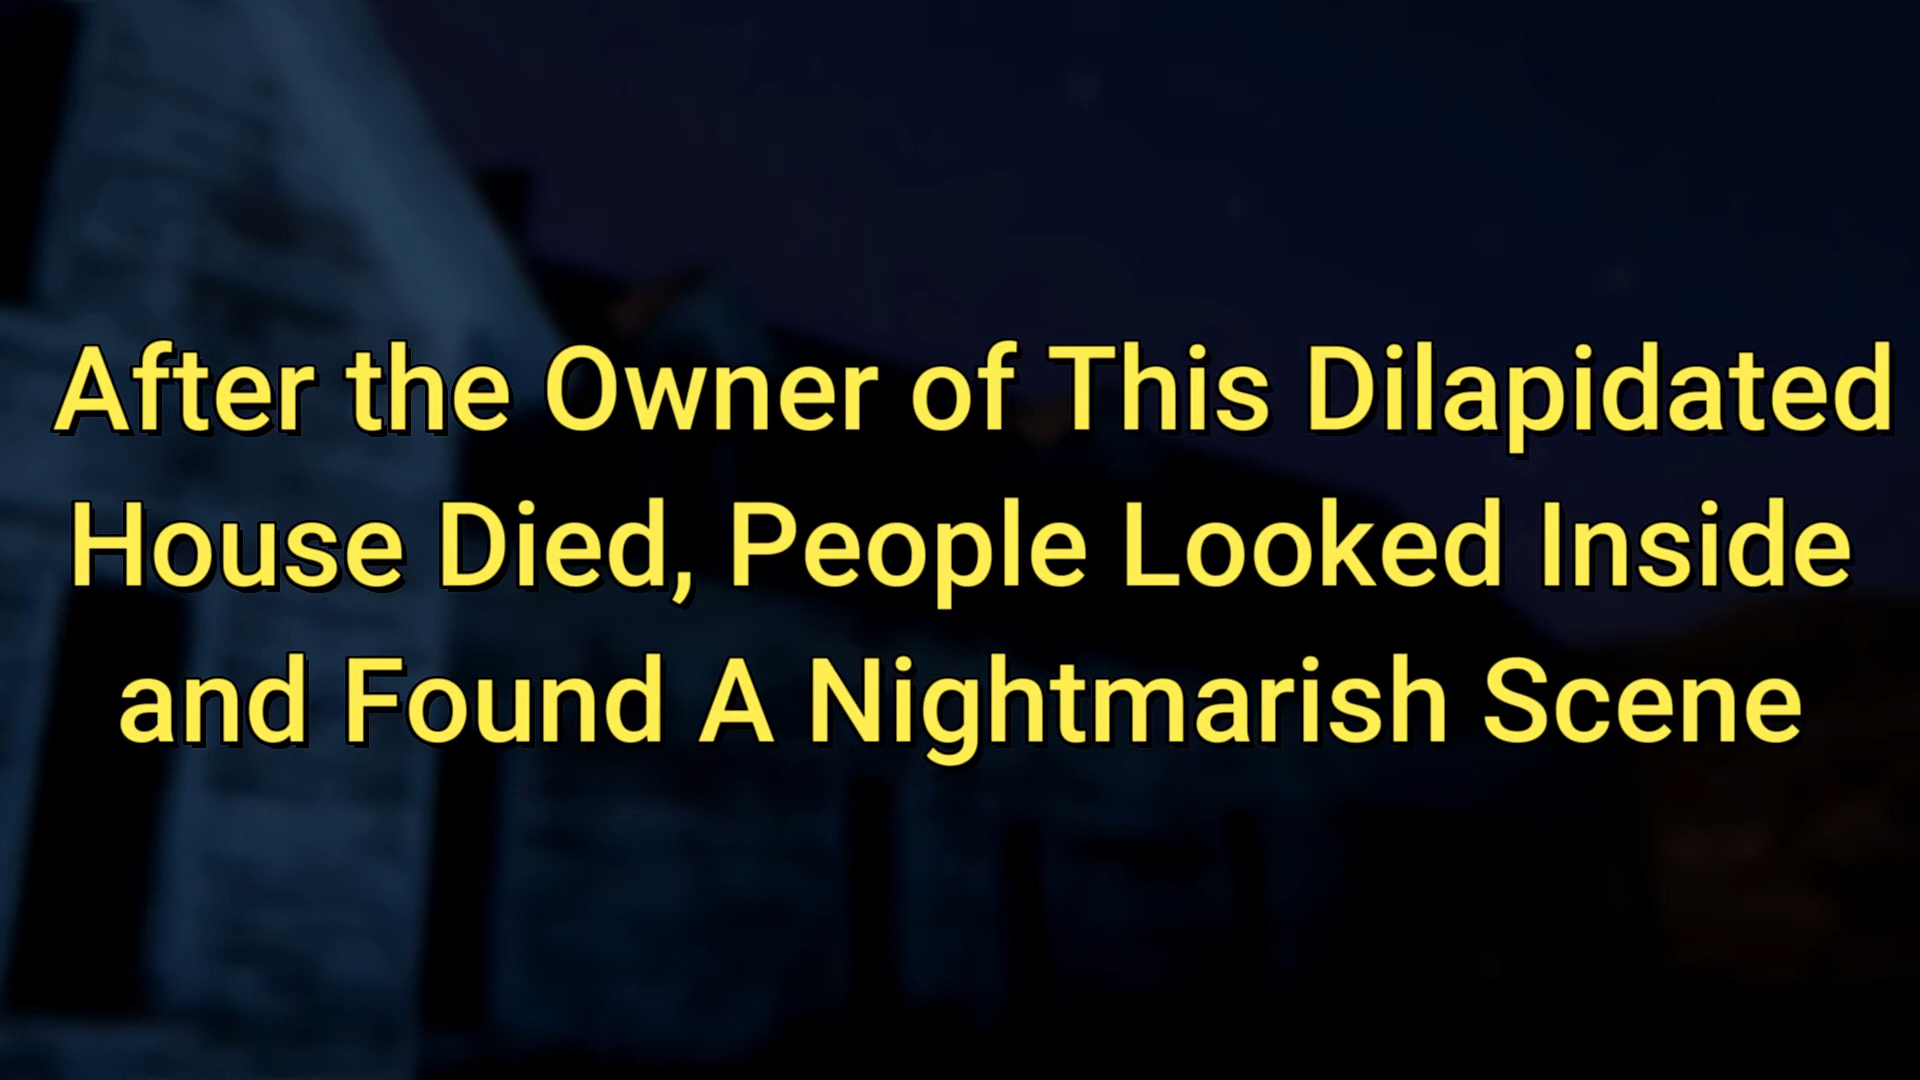 After the Owner of This Dilapidated
House Died, People Looked Inside
and Found A Nightmarish Scene